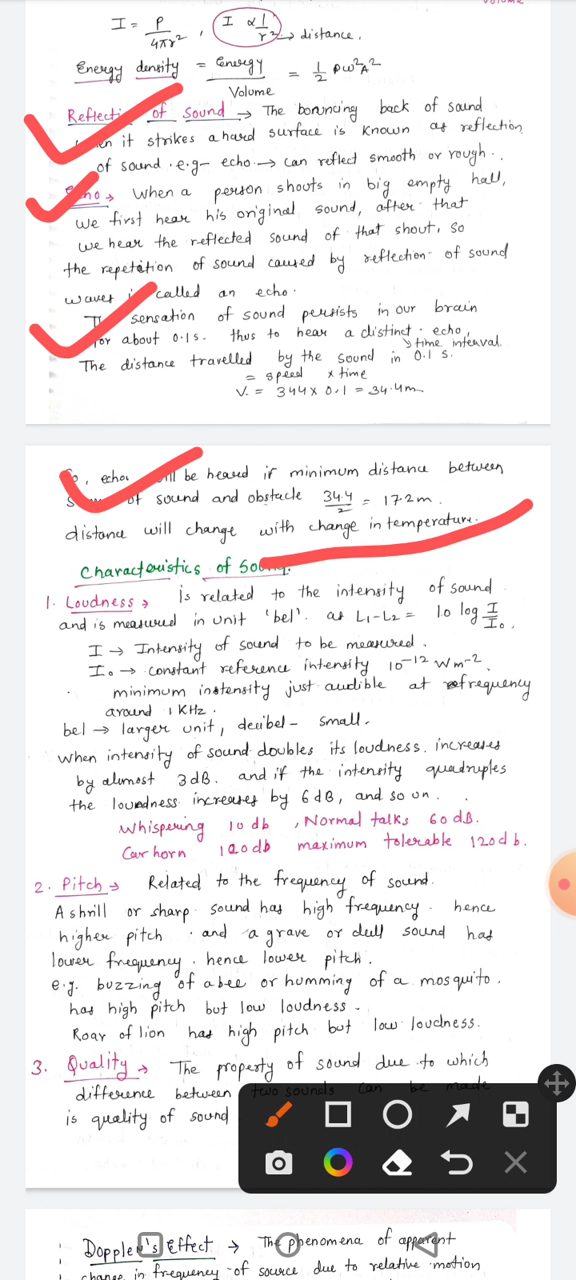 Volume
I = P / 4πr² , I ∝ 1/r² → distance.
Energy density = Energy / Volume = 1/2 ρω²A²
Reflection of Sound → The bouncing back of sound
it strikes a hard surface is known as reflection
of sound. e.g- echo → can reflect smooth or rough.
Echo → When a person shouts in big empty hall,
we first hear his original sound, after that
we hear the reflected sound of that shout, so
the repetition of sound caused by reflection of sound
waves called an echo.
sensation of sound persists in our brain
for about 0.1s. thus to hear a distinct echo,
↳ time interval.
The distance travelled by the sound in 0.1 s.
= speed x time
V. = 344 x 0.1 = 34.4m
be heared if minimum distance between
of sound and obstacle 34.4/2 = 17.2m.
distance will change with change in temperature.
Characteristics of
1. Loudness → is related to the intensity of sound
and is measured in unit 'bel'. as L₁-L₂ = 10 log I/I₀.
I → Intensity of sound to be measured.
I₀ → constant reference intensity 10⁻¹² Wm⁻².
minimum instensity just audible at frequency
around 1 KHz.
bel → larger unit, decibel - small.
when intensity of sound doubles its loudness. increases
by almost 3dB. and if the intensity quadruples
the loudness increases by 6dB, and so on.
Whispering 10 db , Normal talks 60 dB.
Car horn db maximum tolerable 120db.
2. Pitch → Related to the frequency of sound.
A shrill or sharp sound has high frequency. hence
higher pitch. and a grave or dull sound has
lower frequency. hence lower pitch.
e.g. buzzing of a bee or humming of a mosquito.
has high pitch but low loudness.
Roar of lion has high pitch but low loudness.
3. Quality → The property of sound due to which
difference between two sounds can be made
is quality of sound
Doppler's Effect → The phenomena of apparent
change in frequency of source due to relative motion